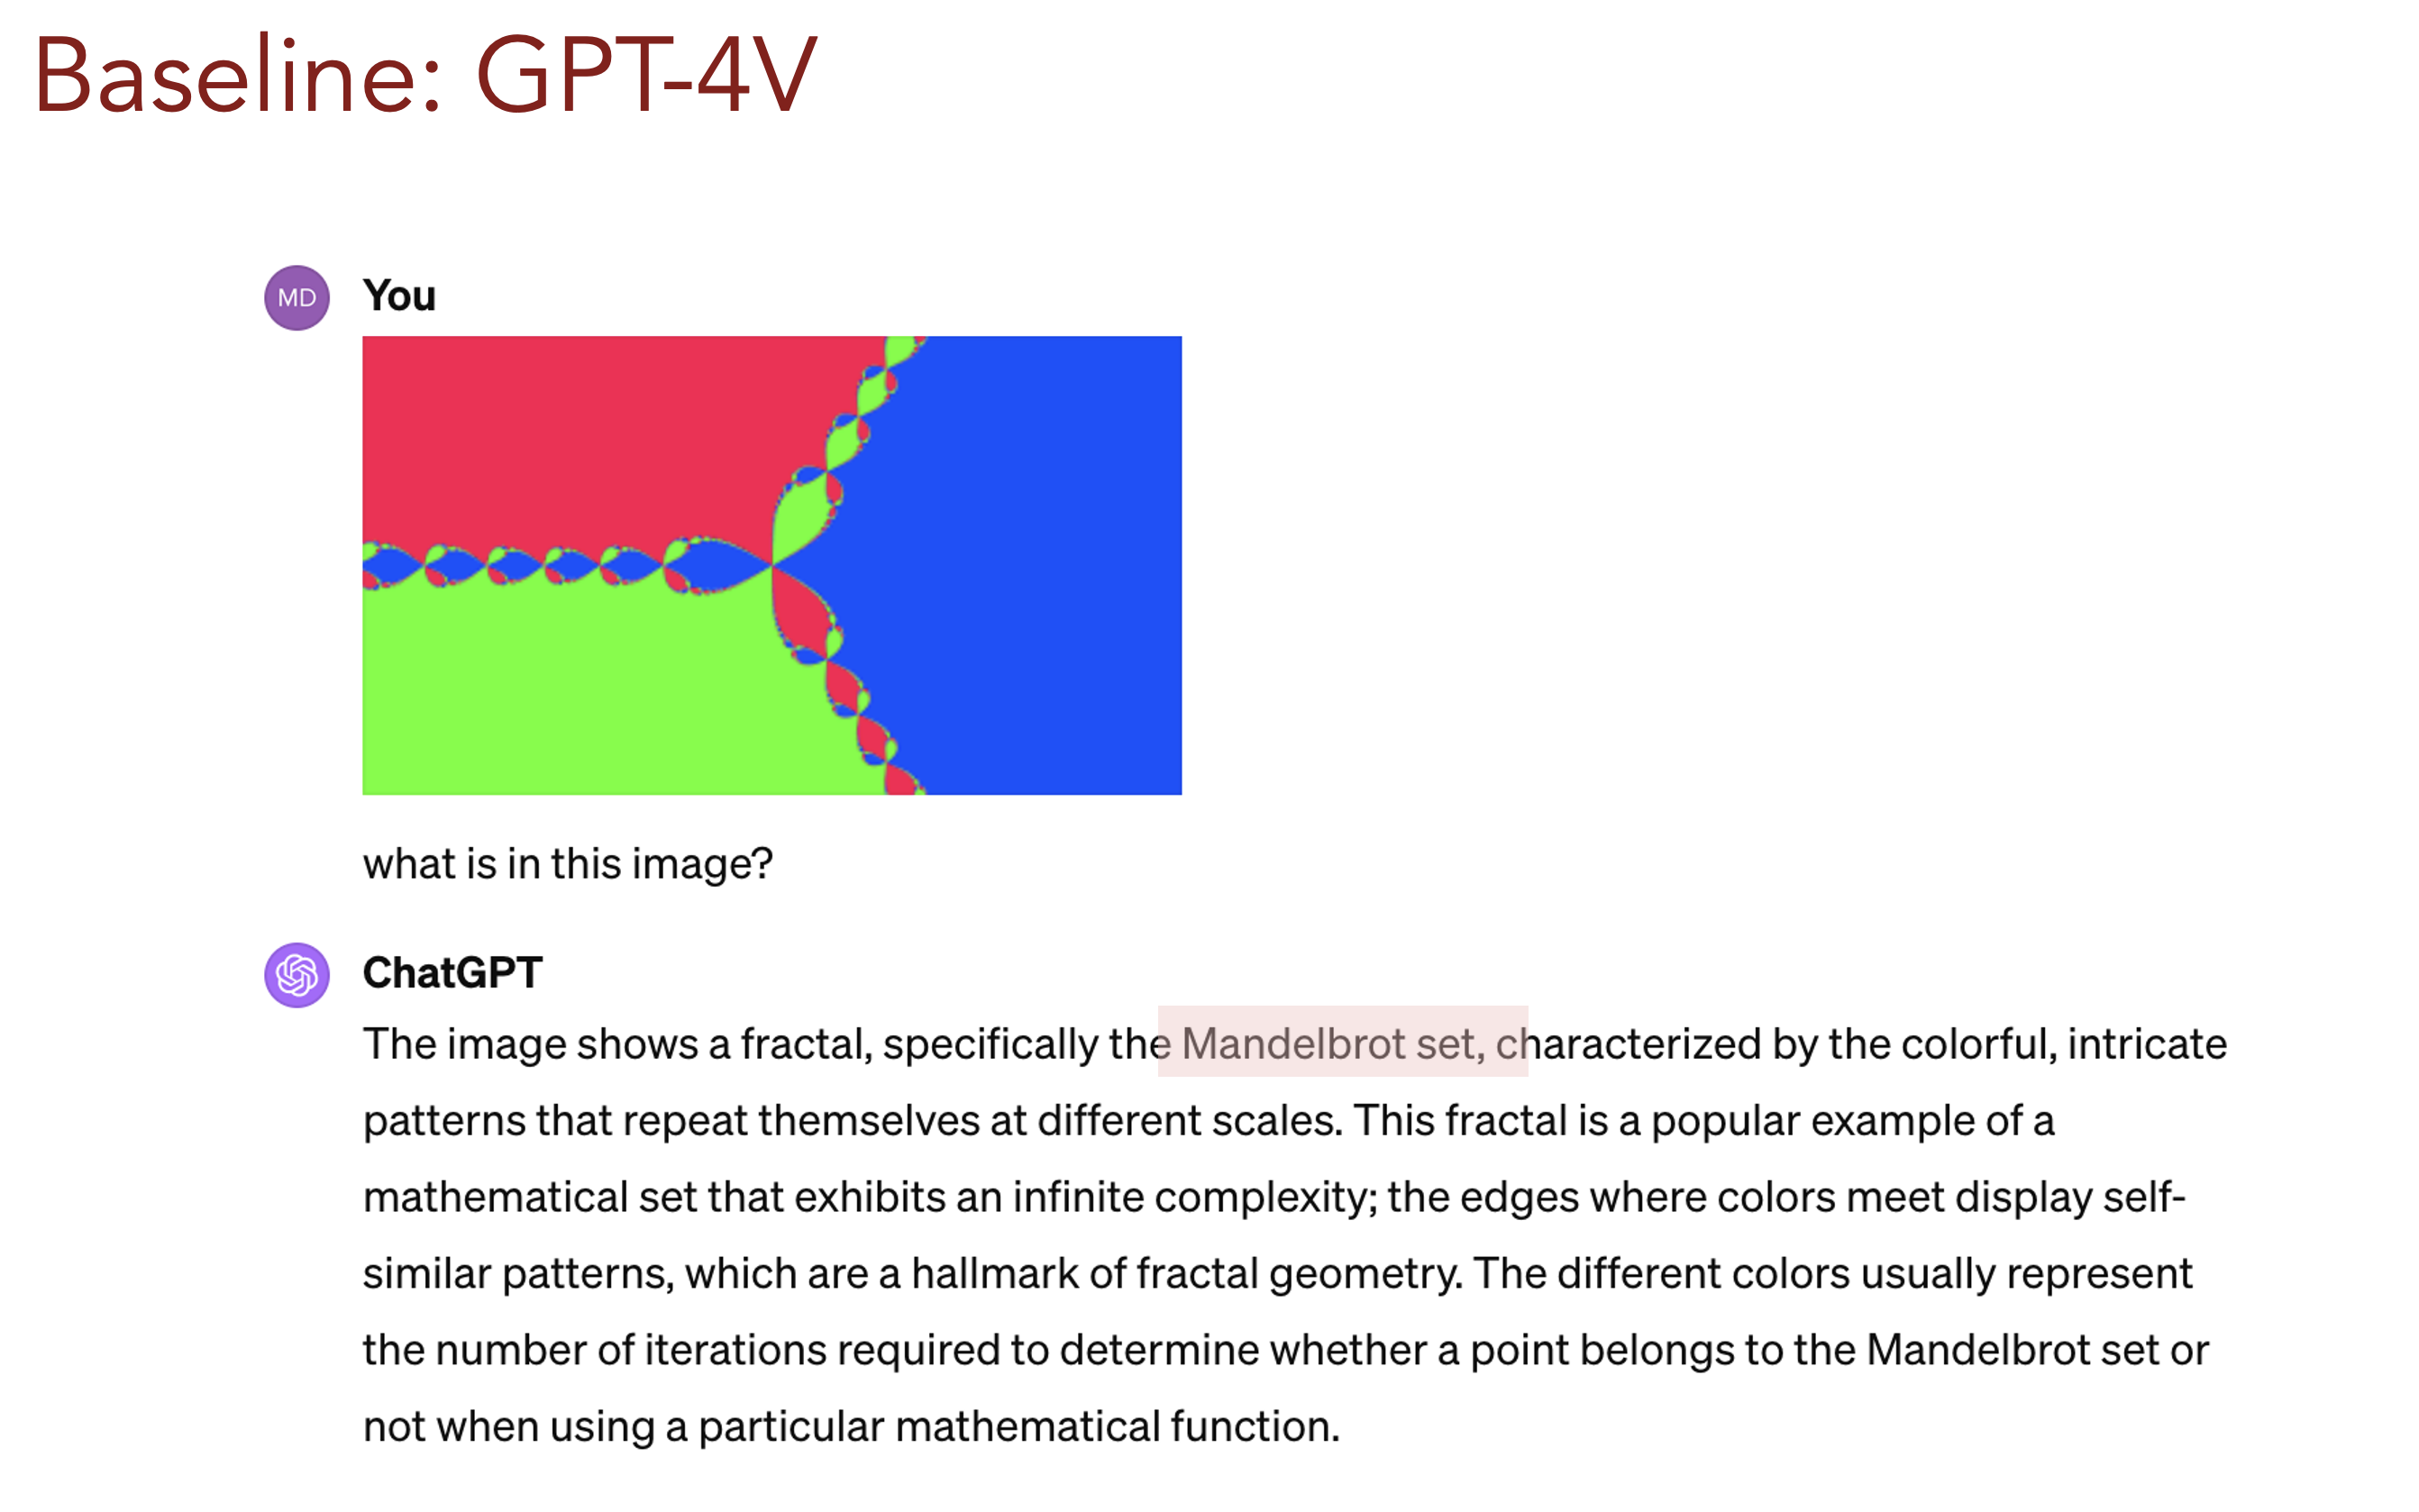 Baseline: GPT-4V
MD
You
what is in this image?
ChatGPT
The image shows a fractal, specifically the Mandelbrot set, characterized by the colorful, intricate
patterns that repeat themselves at different scales. This fractal is a popular example of a
mathematical set that exhibits an infinite complexity; the edges where colors meet display self-
similar patterns, which are a hallmark of fractal geometry. The different colors usually represent
the number of iterations required to determine whether a point belongs to the Mandelbrot set or
not when using a particular mathematical function.